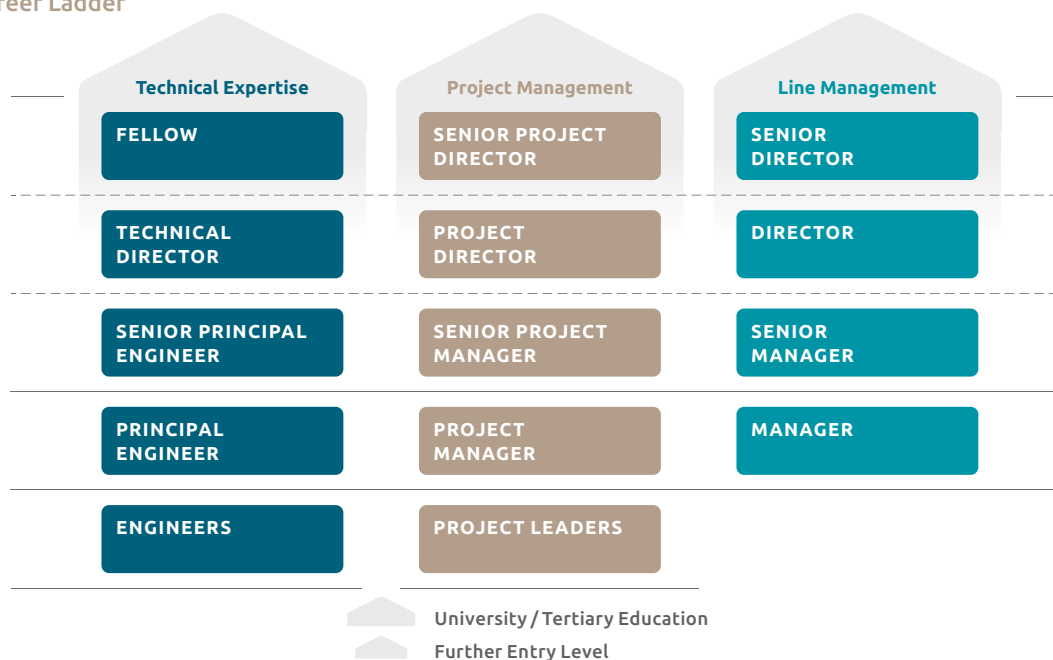 Ladder
Technical Expertise
FELLOW
TECHNICAL
DIRECTOR
SENIOR PRINCIPAL
ENGINEER
PRINCIPAL
ENGINEER
ENGINEERS
Project Management
SENIOR PROJECT
DIRECTOR
PROJECT
DIRECTOR
SENIOR PROJECT
MANAGER
PROJECT
MANAGER
PROJECT LEADERS
Line Management
SENIOR
DIRECTOR
DIRECTOR
SENIOR
MANAGER
MANAGER
University / Tertiary Education
Further Entry Level